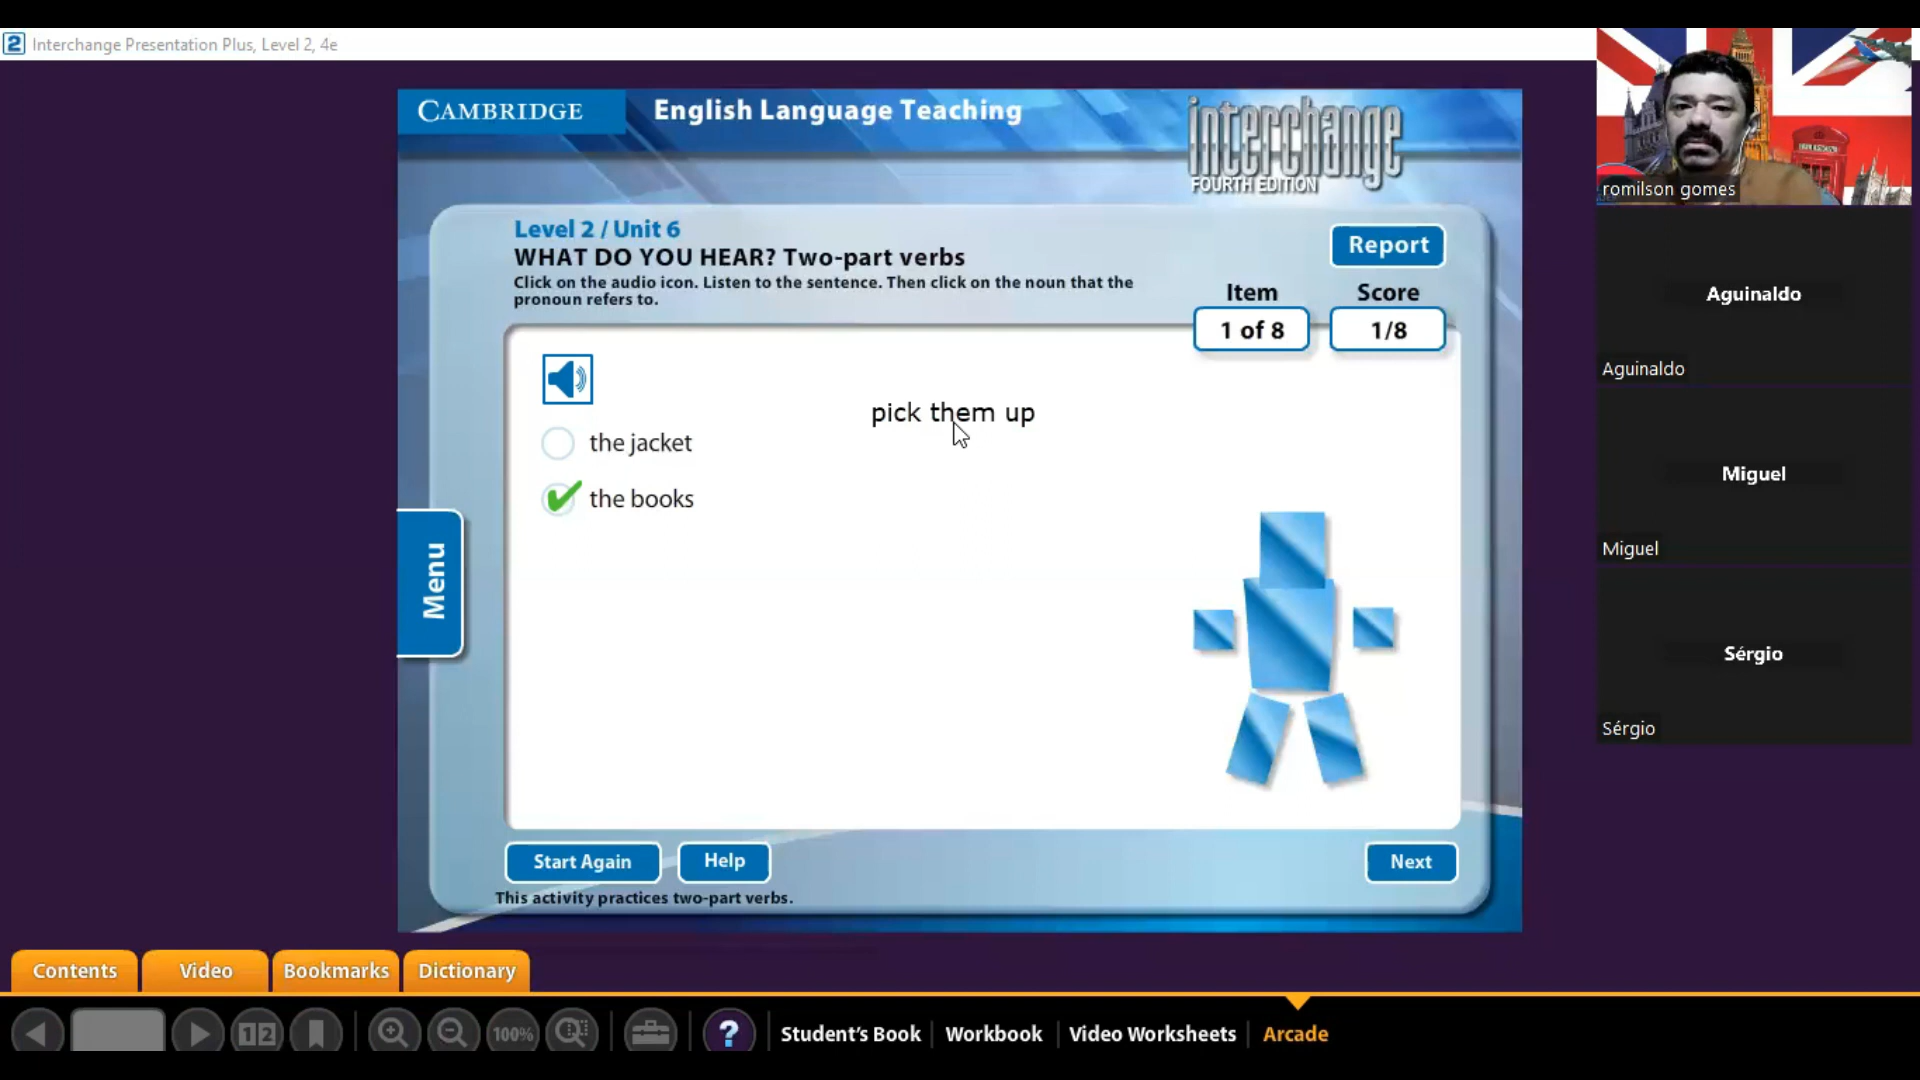 2 Interchange Presentation Plus, Level 2, 4e
CAMBRIDGE
English Language Teaching
interchange
FOURTH EDITION
romilson gomes
Level 2 / Unit 6
WHAT DO YOU HEAR? Two-part verbs
Click on the audio icon. Listen to the sentence. Then click on the noun that the
pronoun refers to.
Report
Item
Score
1 of 8
1/8
pick them up
the jacket
the books
Menu
Aguinaldo
Aguinaldo
Miguel
Miguel
Sérgio
Sérgio
Start Again
Help
Next
This activity practices two-part verbs.
Contents
Video
Bookmarks
Dictionary
12
100%
?
Student's Book
Workbook
Video Worksheets
Arcade